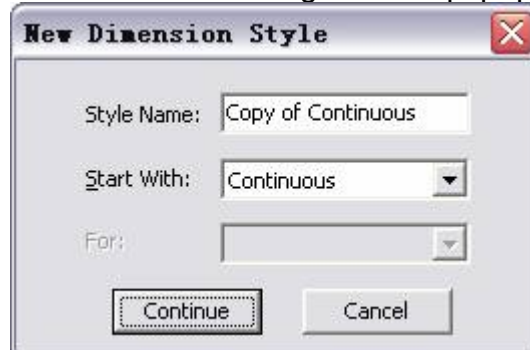 New Dimension Style
Style Name: Copy of Continuous
Start With: Continuous
For:
Continue Cancel